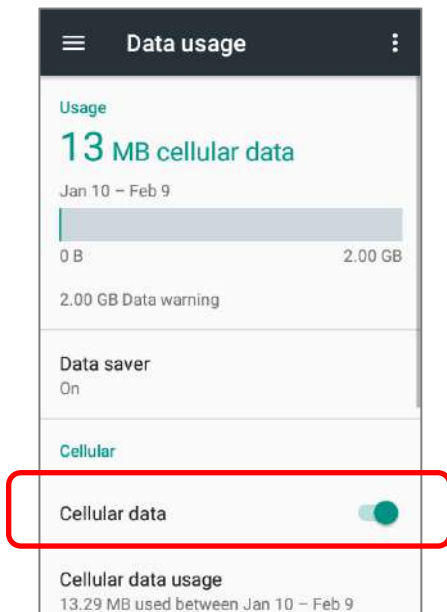 Data usage
Usage
13 MB cellular data
Jan 10 – Feb 9
0 B 2.00 GB
2.00 GB Data warning
Data saver
On
Cellular
Cellular data
Cellular data usage
13.29 MB used between Jan 10 – Feb 9